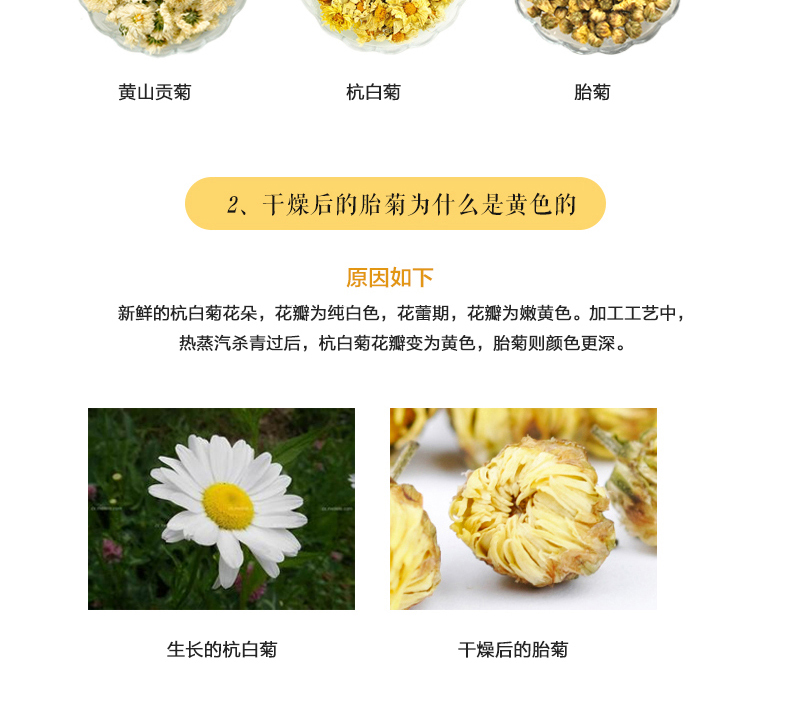 黄山贡菊
杭白菊
胎菊
2、干燥后的胎菊为什么是黄色的
原因如下
新鲜的杭白菊花朵，花瓣为纯白色，花蕾期，花瓣为嫩黄色。加工工艺中，
热蒸汽杀青过后，杭白菊花瓣变为黄色，胎菊则颜色更深。
生长的杭白菊
干燥后的胎菊